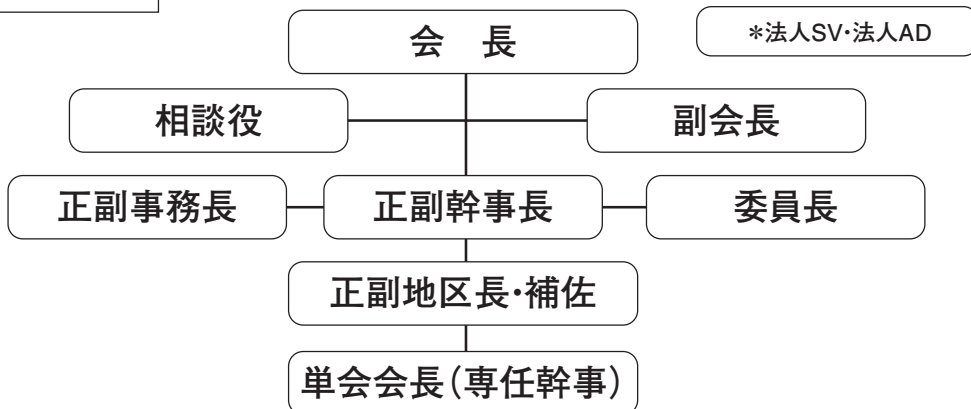 会　長
*法人SV・法人AD
相談役
副会長
正副事務長
正副幹事長
委員長
正副地区長・補佐
単会会長（専任幹事）